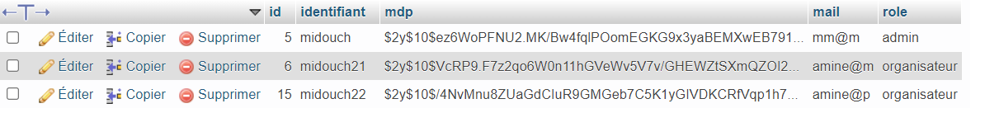 id identifiant mdp mail role
Éditer Copier Supprimer 5 midouch $2y$10$ez6WoPFNU2.MK/Bw4fqlPOomEGKG9x3yaBEMXwEB791... mm@m admin
Éditer Copier Supprimer 6 midouch21 $2y$10$VcRP9.F7z2qo6W0n11hGVeWv5V7v/GHEWZtSXmQZOI2... amine@m organisateur
Éditer Copier Supprimer 15 midouch22 $2y$10$/4NvMnu8ZUaGdCIuR9GMGeb7C5K1yGIVDKCRfVqp1h7... amine@p organisateur